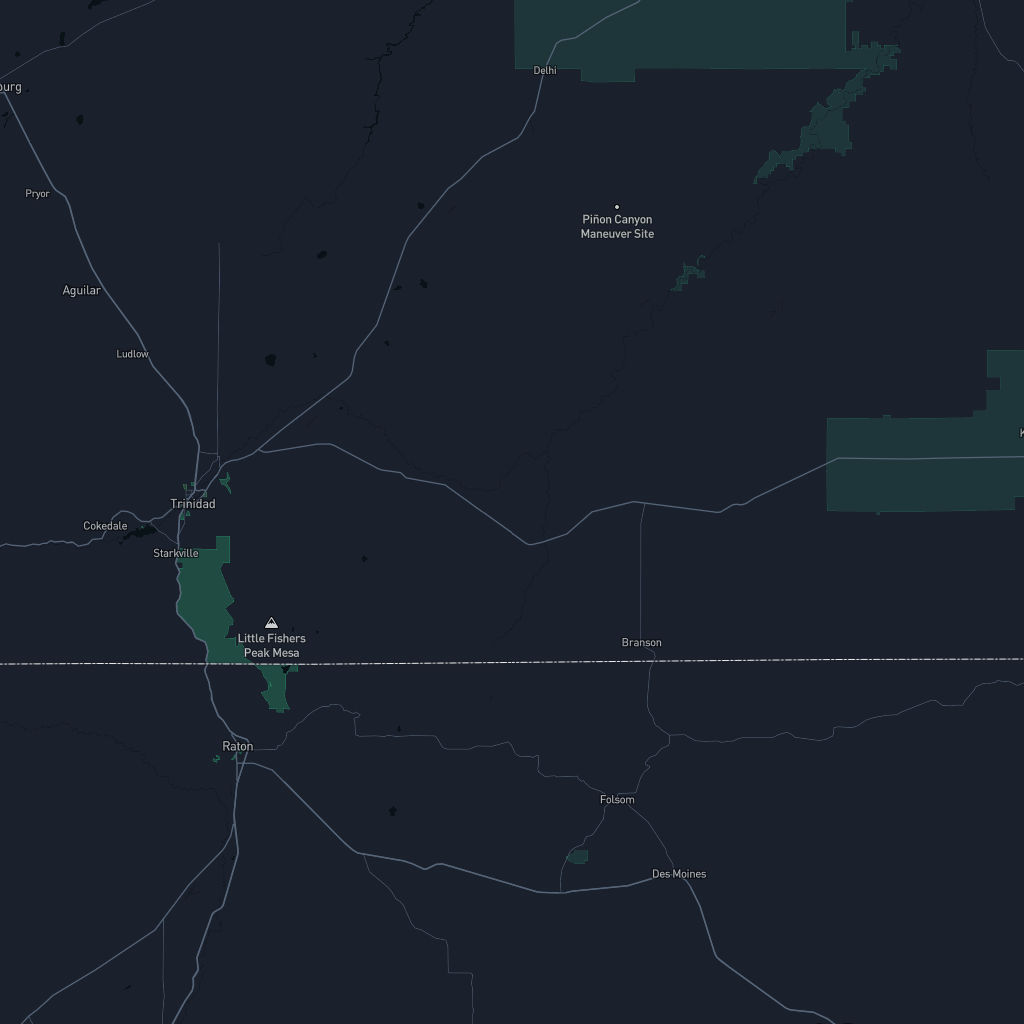 Delhi
burg
Pryor
Piñon Canyon
Maneuver Site
Aguilar
Ludlow
K
Trinidad
Cokedale
Starkville
Little Fishers
Peak Mesa
Branson
Raton
Folsom
Des Moines